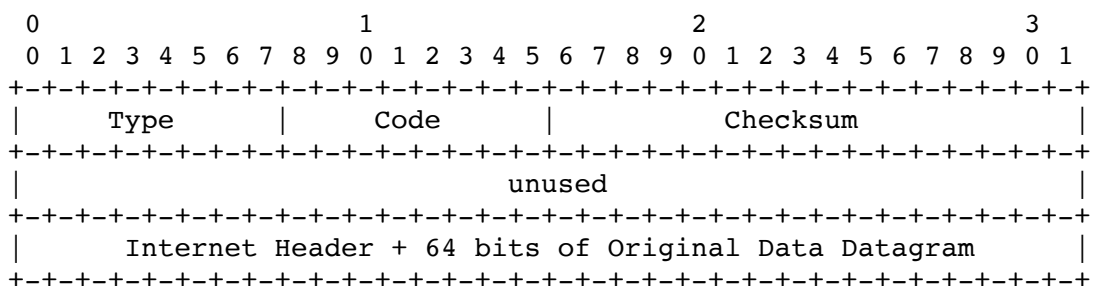 0                   1                   2                   3
 0 1 2 3 4 5 6 7 8 9 0 1 2 3 4 5 6 7 8 9 0 1 2 3 4 5 6 7 8 9 0 1
+-+-+-+-+-+-+-+-+-+-+-+-+-+-+-+-+-+-+-+-+-+-+-+-+-+-+-+-+-+-+-+-+
|     Type      |     Code      |          Checksum             |
+-+-+-+-+-+-+-+-+-+-+-+-+-+-+-+-+-+-+-+-+-+-+-+-+-+-+-+-+-+-+-+-+
|                             unused                            |
+-+-+-+-+-+-+-+-+-+-+-+-+-+-+-+-+-+-+-+-+-+-+-+-+-+-+-+-+-+-+-+-+
|      Internet Header + 64 bits of Original Data Datagram      |
+-+-+-+-+-+-+-+-+-+-+-+-+-+-+-+-+-+-+-+-+-+-+-+-+-+-+-+-+-+-+-+-+